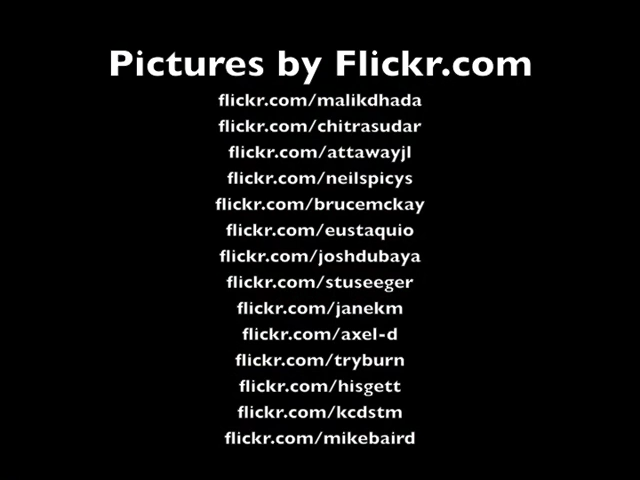 Pictures by Flickr.com
flickr.com/malikdhada
flickr.com/chitrasudar
flickr.com/attawayjl
flickr.com/neilspicys
flickr.com/brucemckay
flickr.com/eustaquio
flickr.com/joshdubaya
flickr.com/stuseeger
flickr.com/janekm
flickr.com/axel-d
flickr.com/tryburn
flickr.com/hisgett
flickr.com/kcdstm
flickr.com/mikebaird